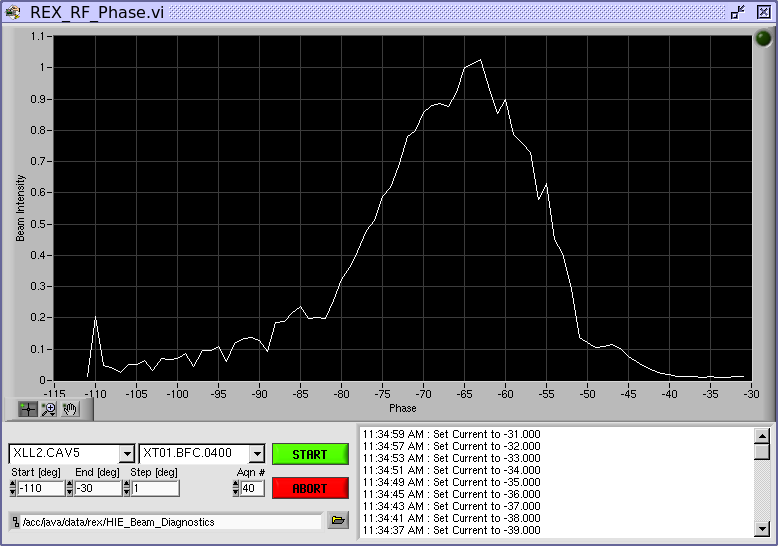 REX_RF_Phase.vi
1.1
1
0.9
0.8
0.7
0.6
0.5
0.4
0.3
0.2
0.1
0
Beam Intensity
-115 -110 -105 -100 -95 -90 -85 -80 -75 -70 -65 -60 -55 -50 -45 -40 -35 -30
Phase
XLL2.CAV5 XT01.BFC.0400 START
Start [deg] End [deg] Step [deg] Aqn #
-110 -30 1 40 ABORT
/acc/java/data/rex/HIE_Beam_Diagnostics
11:34:59 AM : Set Current to -31.000
11:34:57 AM : Set Current to -32.000
11:34:53 AM : Set Current to -33.000
11:34:51 AM : Set Current to -34.000
11:34:49 AM : Set Current to -35.000
11:34:45 AM : Set Current to -36.000
11:34:43 AM : Set Current to -37.000
11:34:41 AM : Set Current to -38.000
11:34:37 AM : Set Current to -39.000